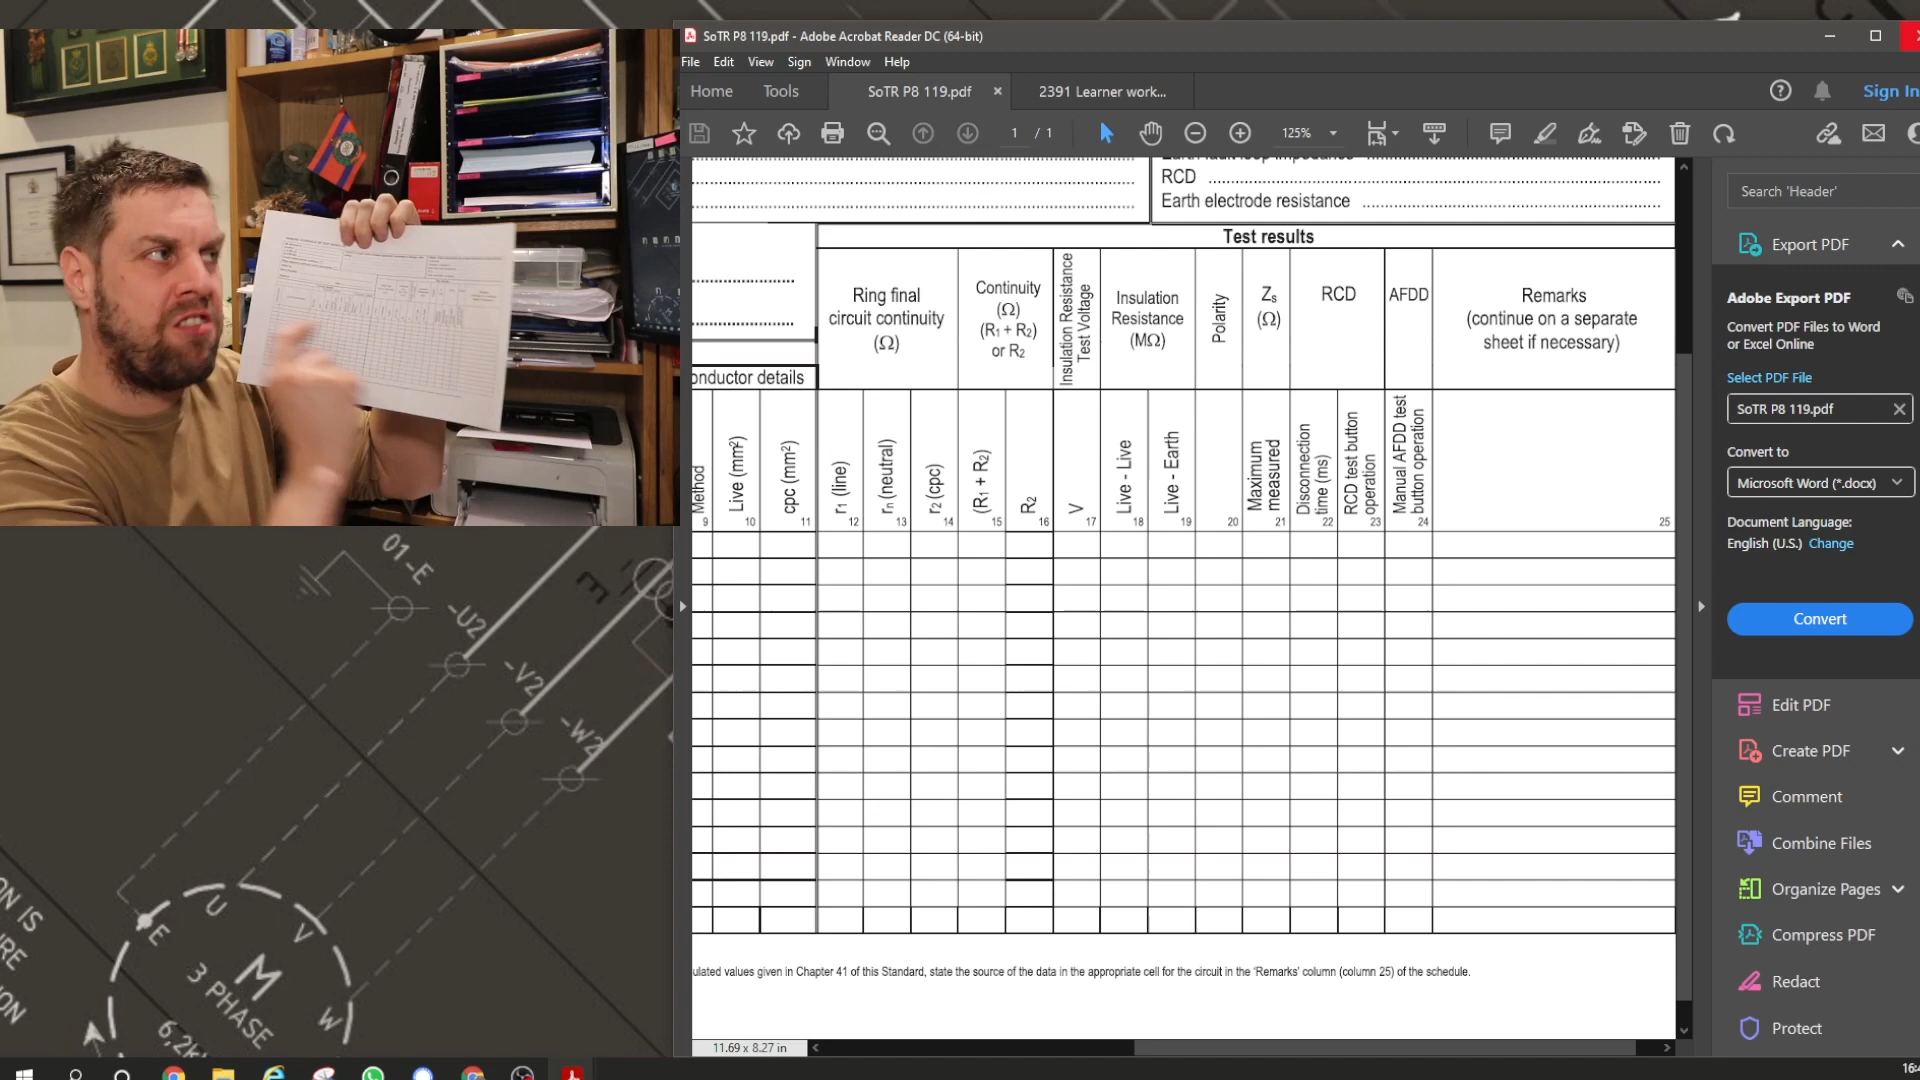 SoTR P8 119.pdf - Adobe Acrobat Reader DC (64-bit)
File Edit View Sign Window Help
Home Tools SoTR P8 119.pdf × 2391 Learner work... Sign In
1 / 1 125%
RCD
Earth electrode resistance
Test results
Ring final circuit continuity (Ω)
Continuity (Ω) (R1 + R2) or R2
Insulation Resistance Test Voltage
Insulation Resistance (MΩ)
Polarity
Zs (Ω)
RCD
AFDD
Remarks (continue on a separate sheet if necessary)
onductor details
Method 9
Live (mm²) 10
cpc (mm²) 11
r1 (line) 12
rn (neutral) 13
r2 (cpc) 14
(R1 + R2) 15
R2 16
V 17
Live - Live 18
Live - Earth 19
20
Maximum measured 21
Disconnection time (ms) 22
RCD test button operation 23
Manual AFDD test button operation 24
25
ulated values given in Chapter 41 of this Standard, state the source of the data in the appropriate cell for the circuit in the 'Remarks' column (column 25) of the schedule.
11.69 x 8.27 in
Search 'Header'
Export PDF
Adobe Export PDF
Convert PDF Files to Word
or Excel Online
Select PDF File
SoTR P8 119.pdf
Convert to
Microsoft Word (*.docx)
Document Language:
English (U.S.) Change
Convert
Edit PDF
Create PDF
Comment
Combine Files
Organize Pages
Compress PDF
Redact
Protect
01-E
-U2
-V2
-W2
E
U
V
W
M
3 PHASE